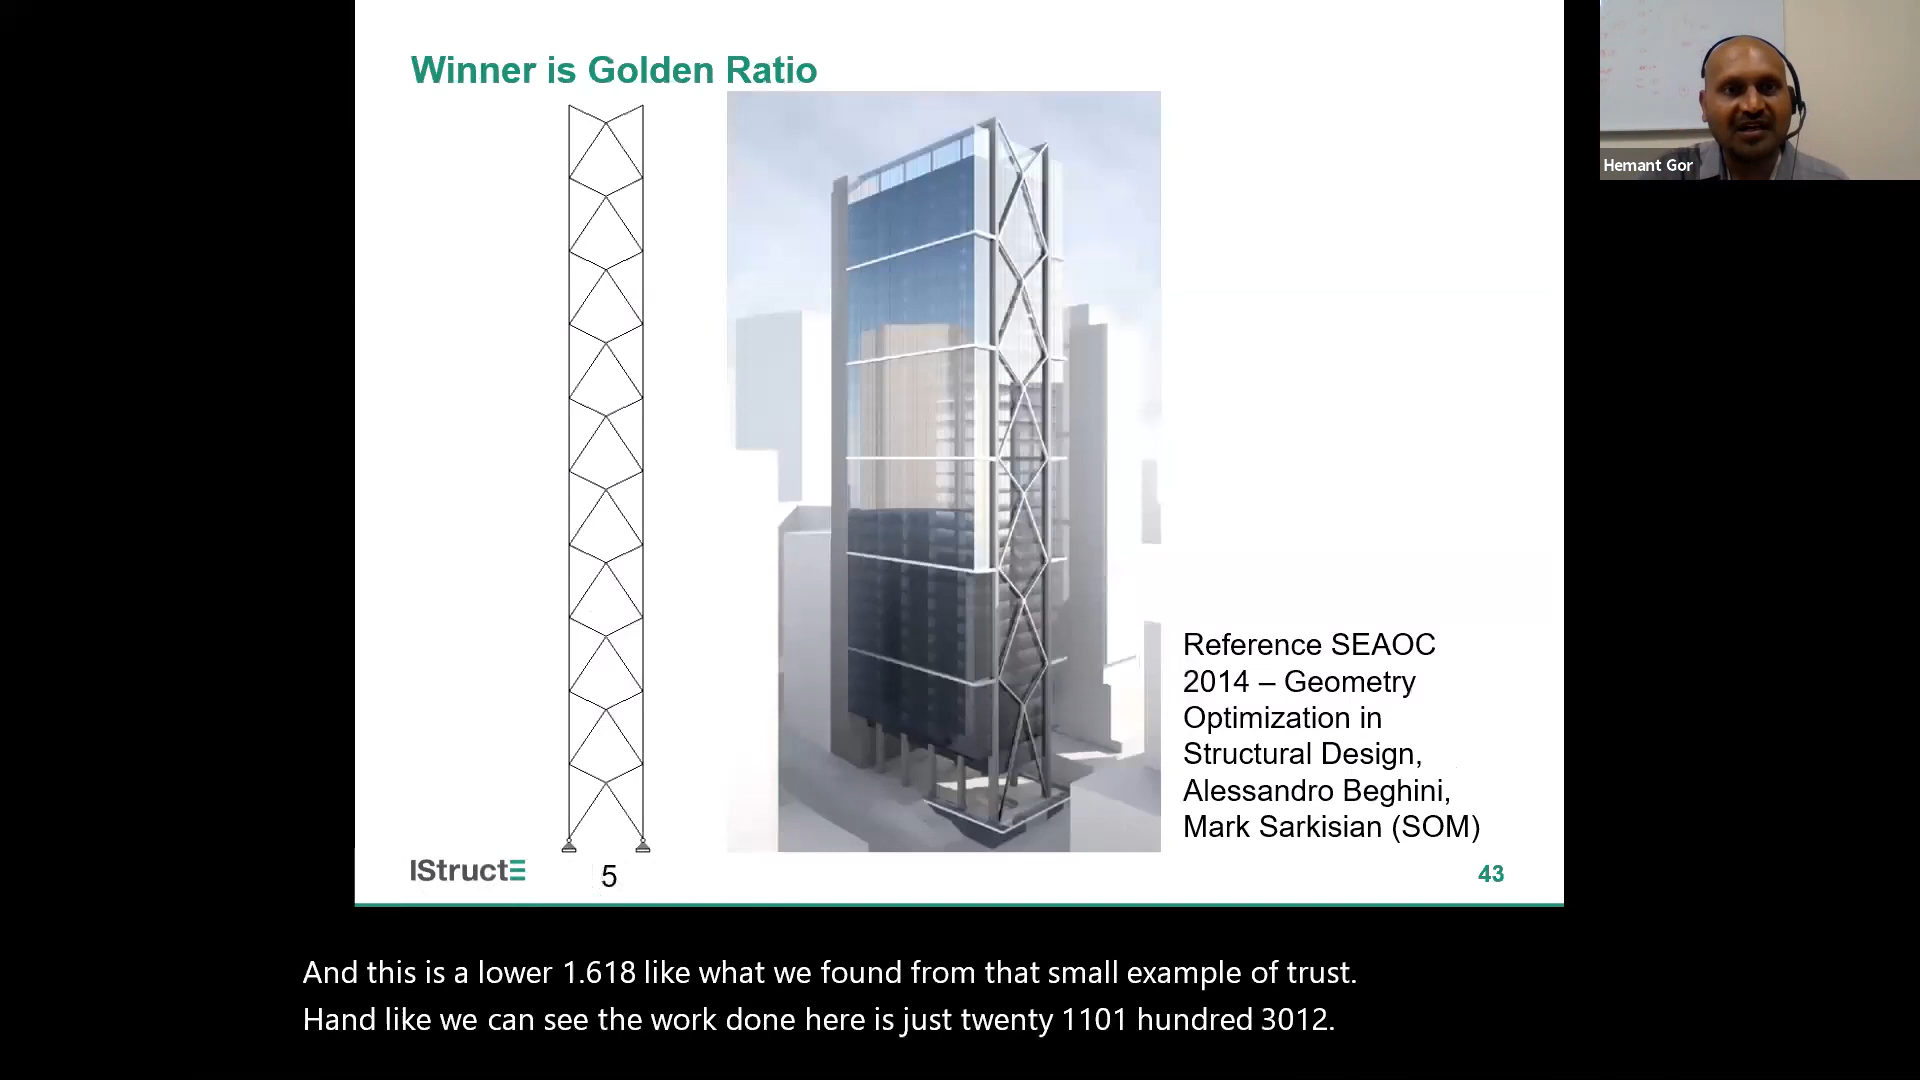 Winner is Golden Ratio
Hemant Gor
Reference SEAOC
2014 – Geometry
Optimization in
Structural Design,
Alessandro Beghini,
Mark Sarkisian (SOM)
IStructE
5
43
And this is a lower 1.618 like what we found from that small example of trust.
Hand like we can see the work done here is just twenty 1101 hundred 3012.